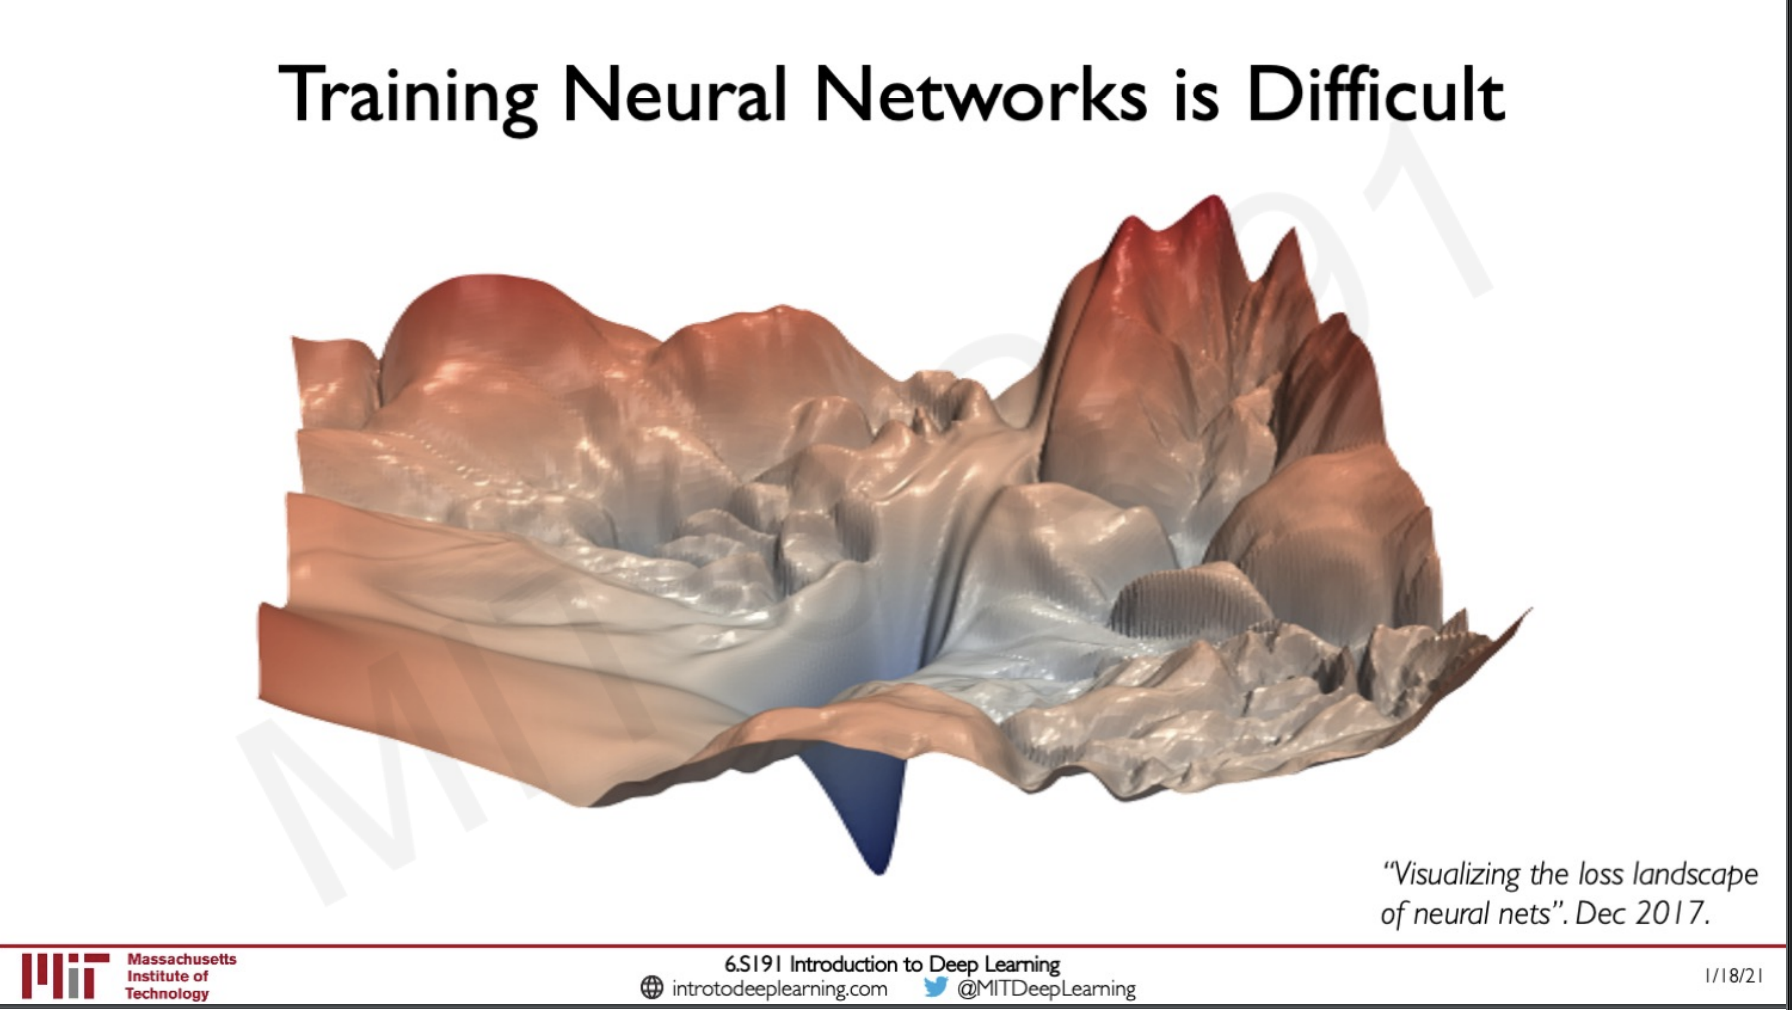 Training Neural Networks is Difficult
MIT 6.S191
"Visualizing the loss landscape
of neural nets". Dec 2017.
Massachusetts
Institute of
Technology
6.S191 Introduction to Deep Learning
introtodeeplearning.com @MITDeepLearning
1/18/21